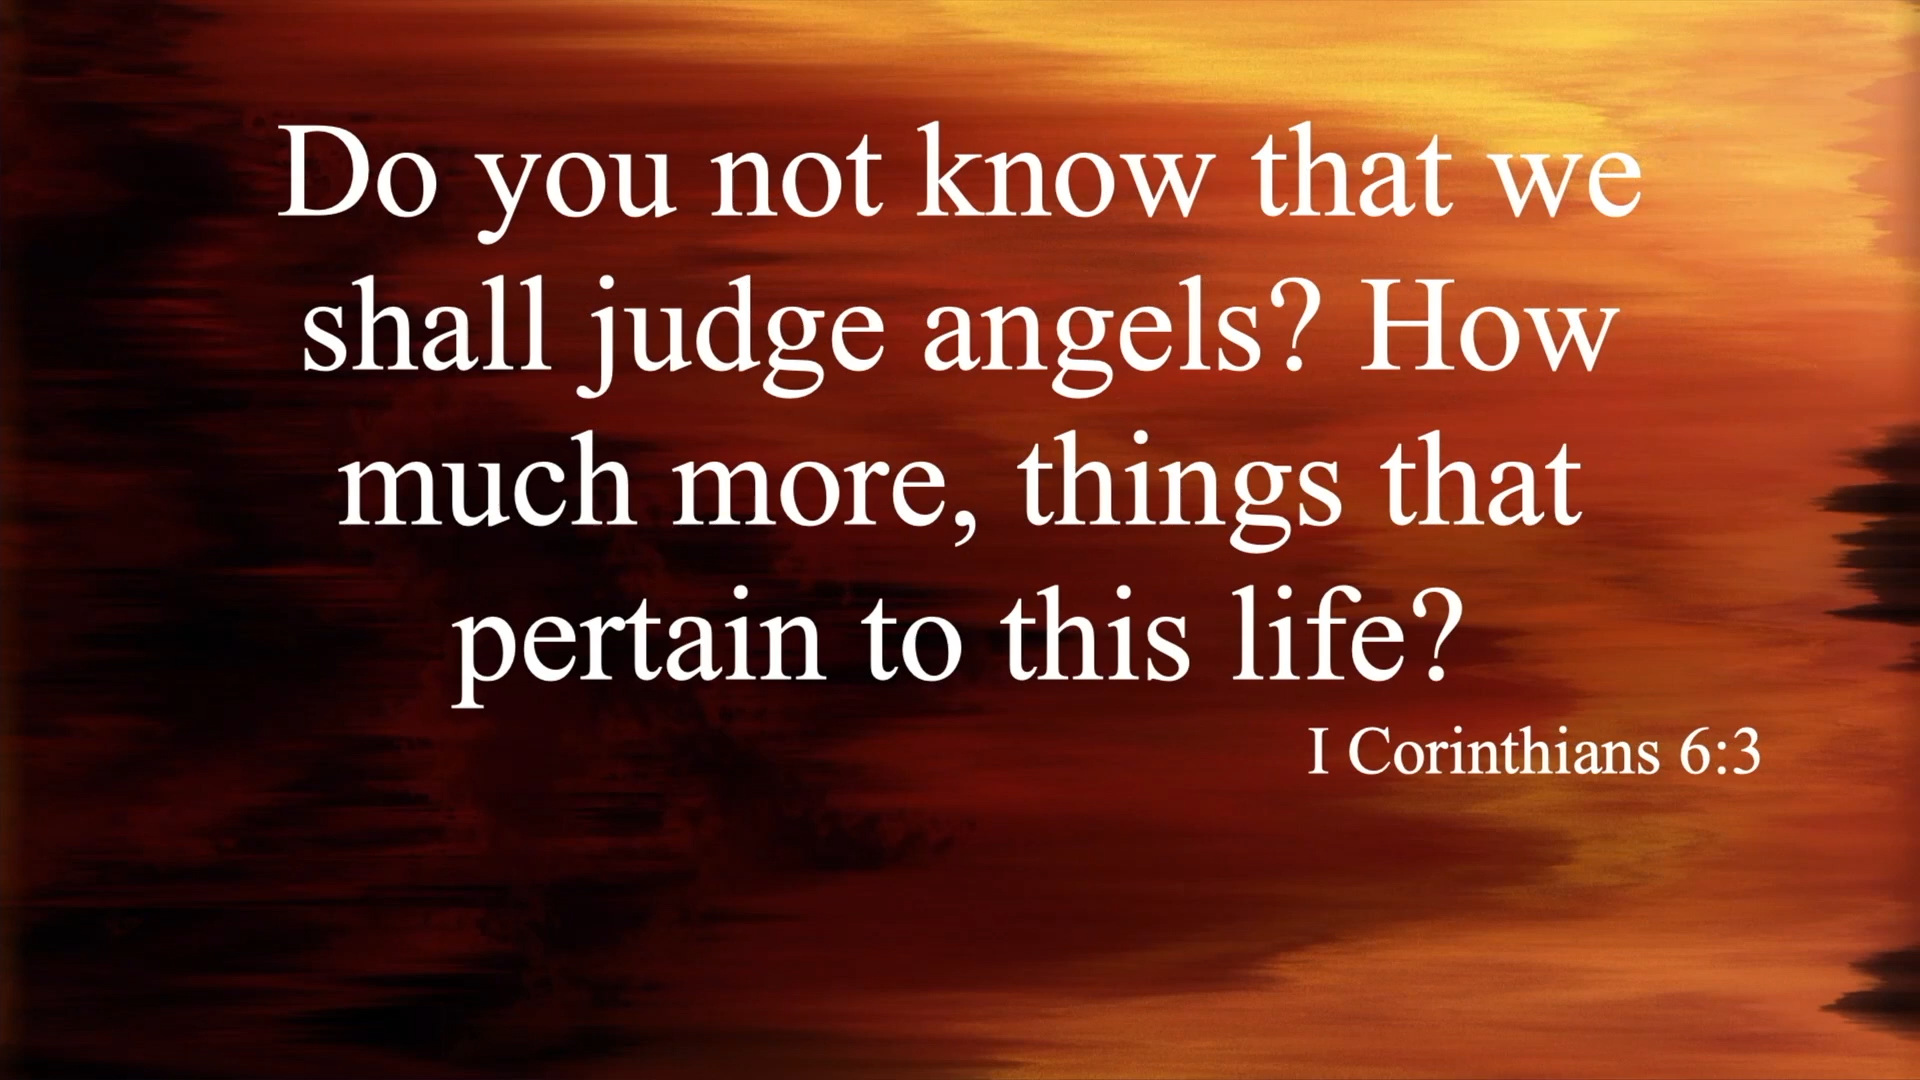 Do you not know that we
shall judge angels? How
much more, things that
pertain to this life?
I Corinthians 6:3